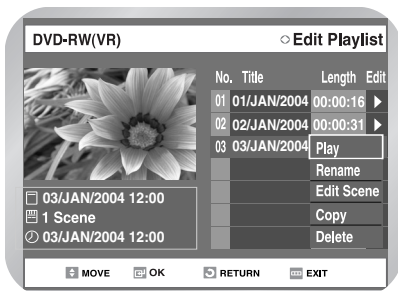 DVD-RW(VR) Edit Playlist
No. Title Length Edit
01 01/JAN/2004 00:00:16
02 02/JAN/2004 00:00:31
03 03/JAN/2004 Play
Rename
Edit Scene
Copy
Delete
03/JAN/2004 12:00
1 Scene
03/JAN/2004 12:00
MOVE OK RETURN EXIT